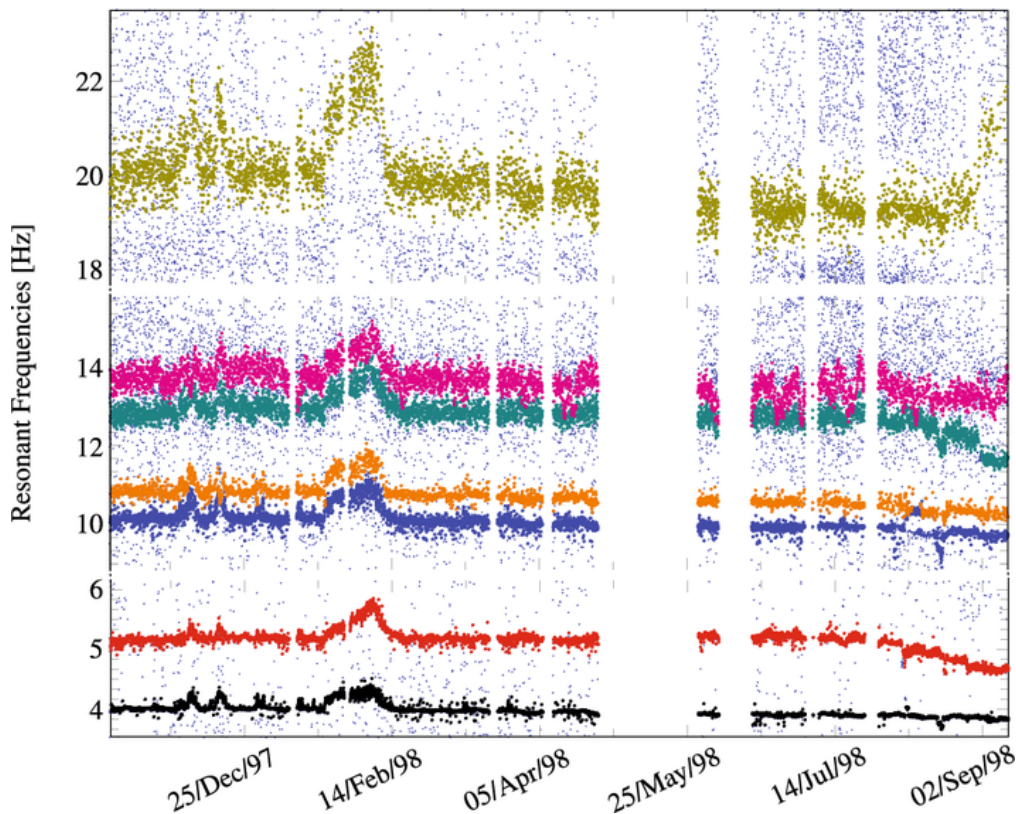 Resonant Frequencies [Hz]
22
20
18
14
12
10
6
5
4
25/Dec/97
14/Feb/98
05/Apr/98
25/May/98
14/Jul/98
02/Sep/98